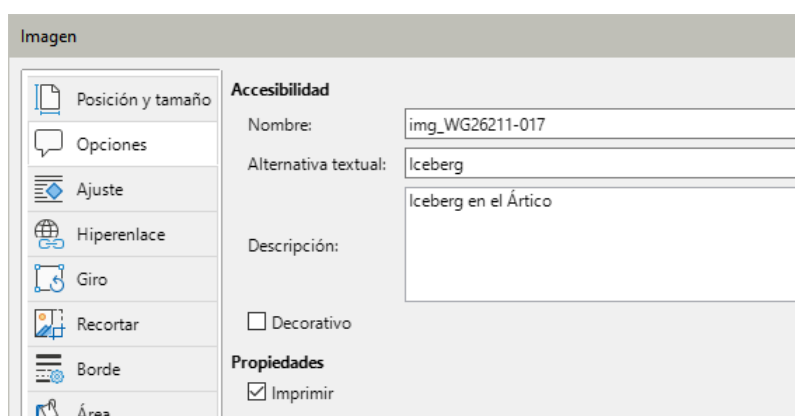 Imagen
Posición y tamaño
Opciones
Ajuste
Hiperenlace
Giro
Recortar
Borde
Área
Accesibilidad
Nombre: img_WG26211-017
Alternativa textual: Iceberg
Descripción: Iceberg en el Ártico
Decorativo
Propiedades
Imprimir